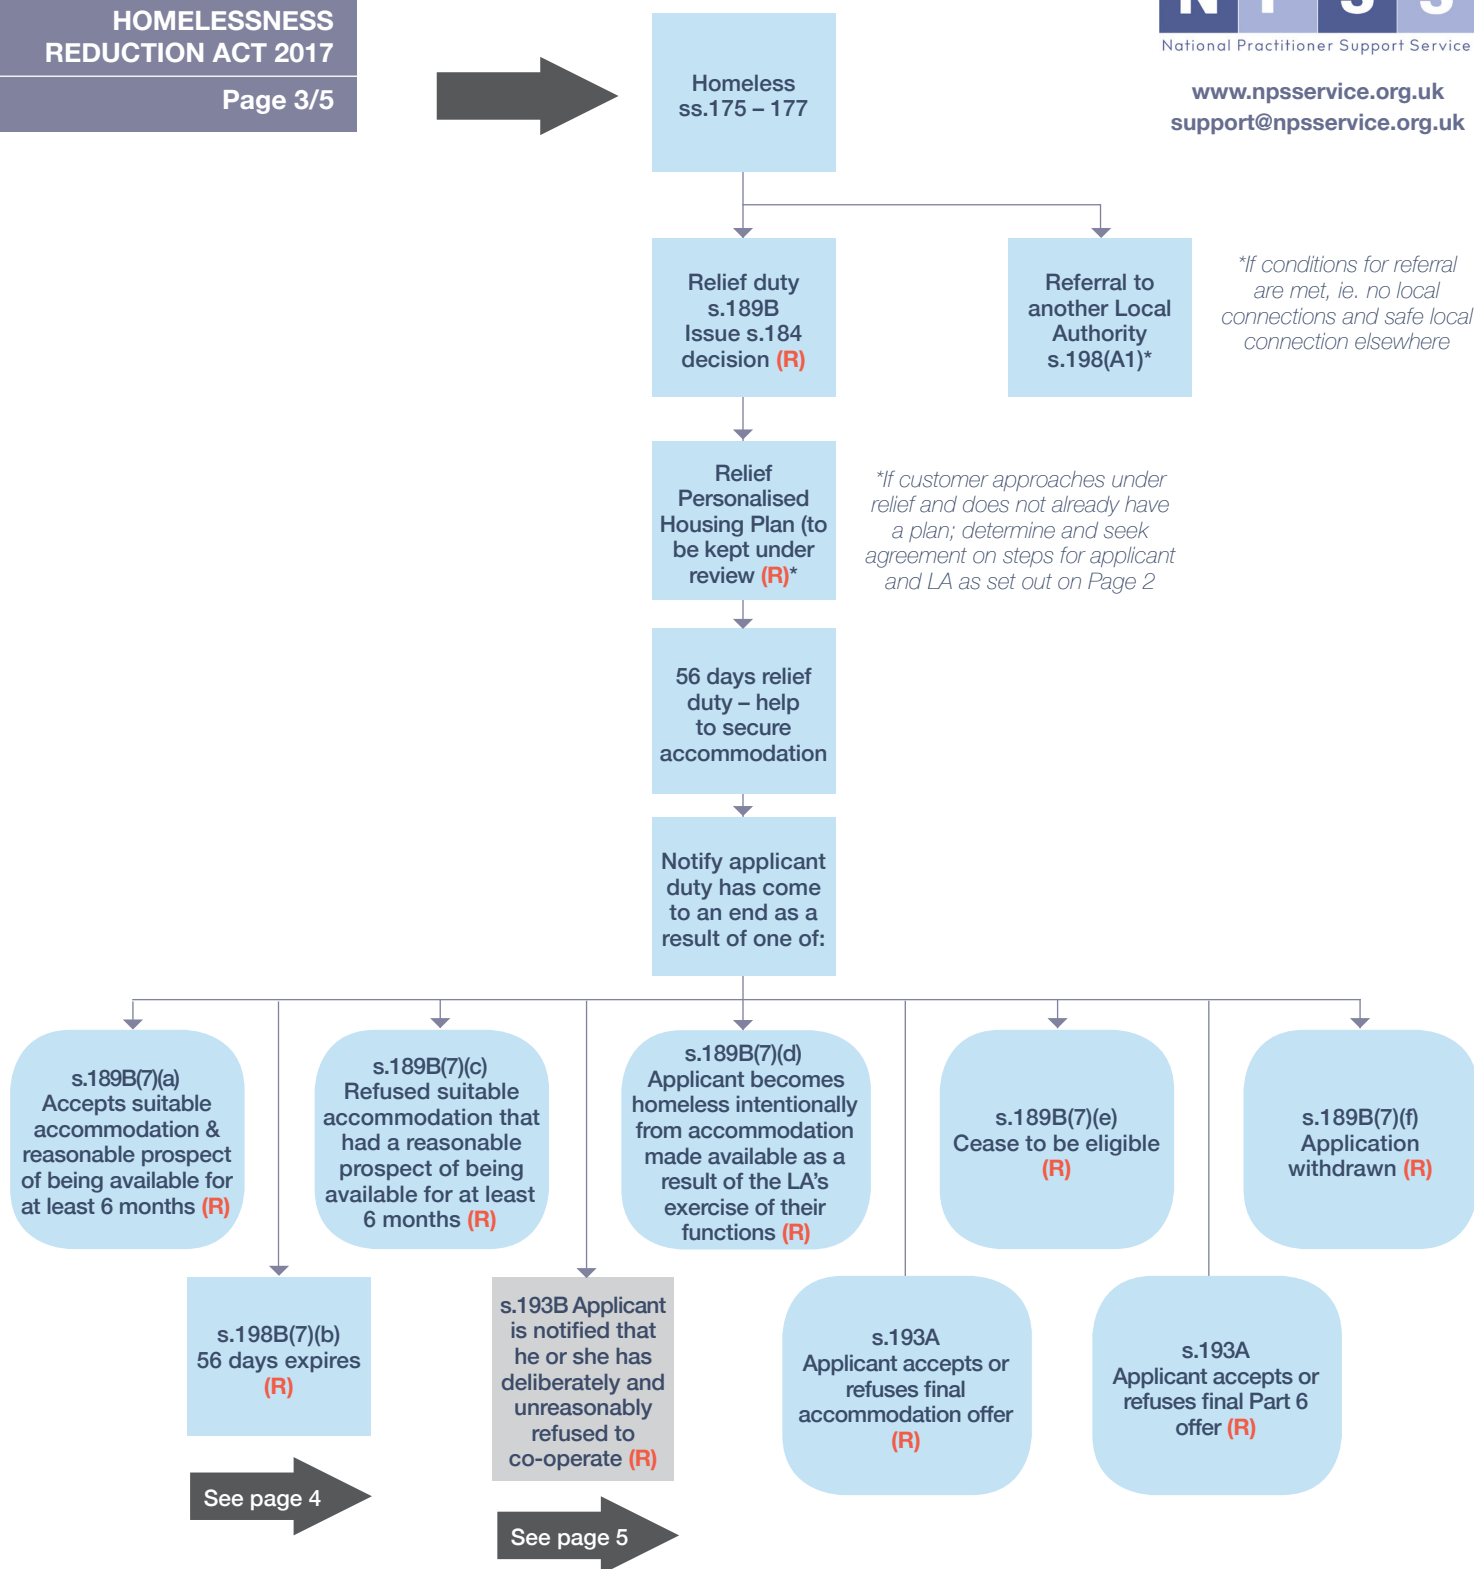 HOMELESSNESS
REDUCTION ACT 2017
Page 3/5
N P S S
National Practitioner Support Service
www.npsservice.org.uk
support@npsservice.org.uk
Homeless
ss.175 – 177
Relief duty
s.189B
Issue s.184
decision (R)
Referral to
another Local
Authority
s.198(A1)*
*If conditions for referral
are met, ie. no local
connections and safe local
connection elsewhere
Relief
Personalised
Housing Plan (to
be kept under
review (R)*
*If customer approaches under
relief and does not already have
a plan; determine and seek
agreement on steps for applicant
and LA as set out on Page 2
56 days relief
duty – help
to secure
accommodation
Notify applicant
duty has come
to an end as a
result of one of:
s.189B(7)(a)
Accepts suitable
accommodation &
reasonable prospect
of being available for
at least 6 months (R)
s.189B(7)(c)
Refused suitable
accommodation that
had a reasonable
prospect of being
available for at least
6 months (R)
s.189B(7)(d)
Applicant becomes
homeless intentionally
from accommodation
made available as a
result of the LA’s
exercise of their
functions (R)
s.189B(7)(e)
Cease to be eligible
(R)
s.189B(7)(f)
Application
withdrawn (R)
s.198B(7)(b)
56 days expires
(R)
s.193B Applicant
is notified that
he or she has
deliberately and
unreasonably
refused to
co-operate (R)
s.193A
Applicant accepts or
refuses final
accommodation offer
(R)
s.193A
Applicant accepts or
refuses final Part 6
offer (R)
See page 4
See page 5